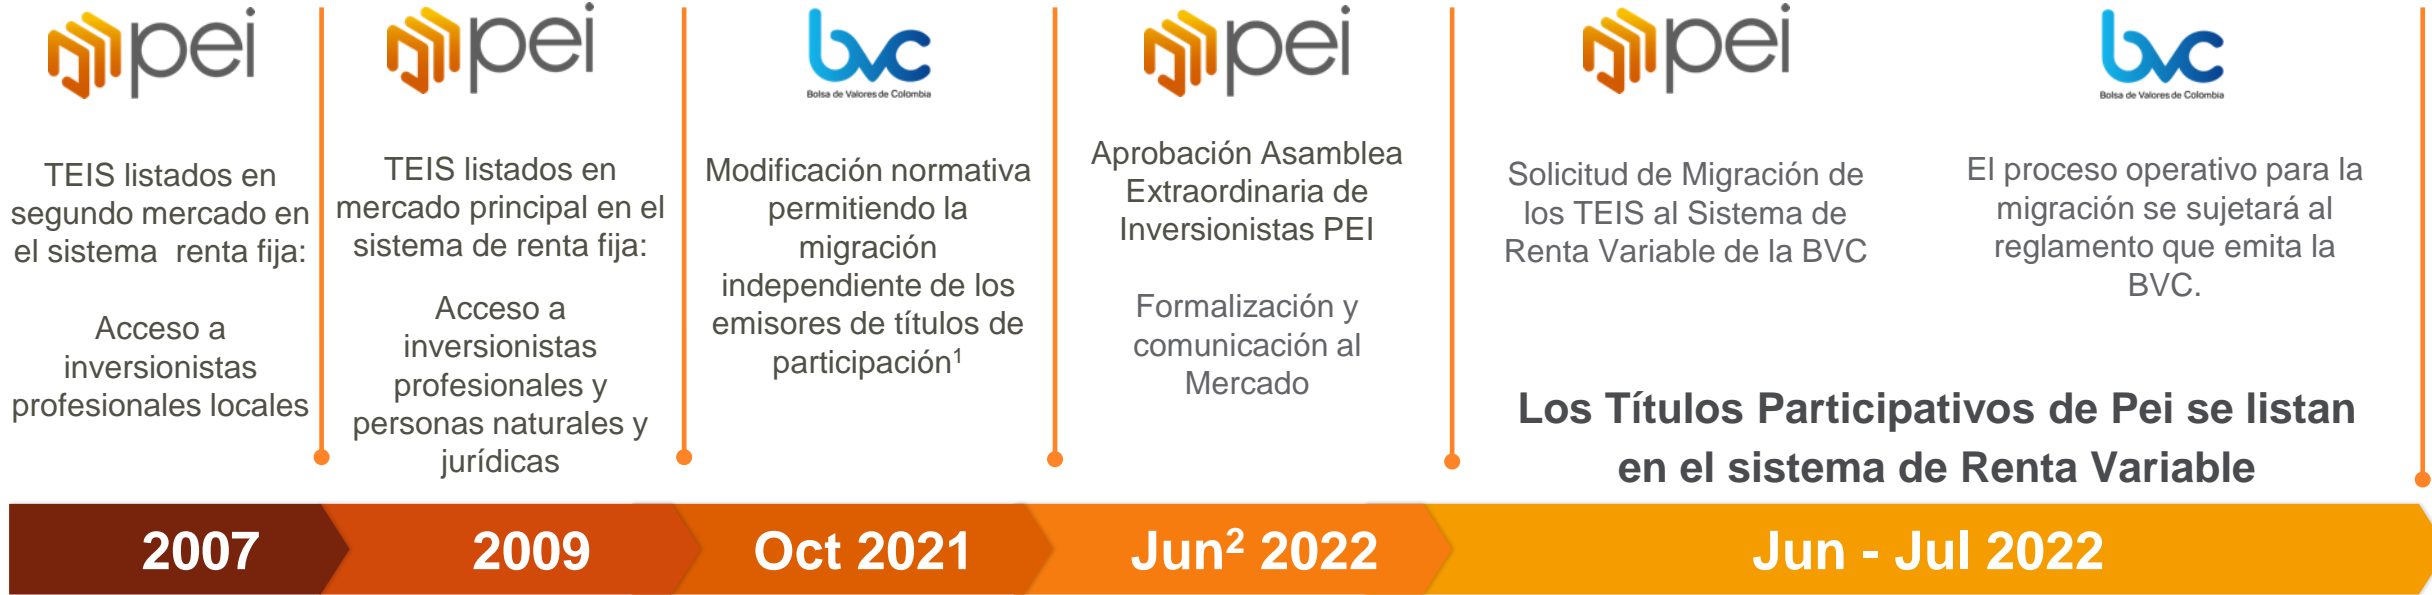 pei
TEIS listados en
segundo mercado en
el sistema renta fija:
Acceso a
inversionistas
profesionales locales
2007
pei
TEIS listados en
mercado principal en el
sistema de renta fija:
Acceso a
inversionistas
profesionales y
personas naturales y
jurídicas
2009
bvc
Bolsa de Valores de Colombia
Modificación normativa
permitiendo la
migración
independiente de los
emisores de títulos de
participación¹
Oct 2021
pei
Aprobación Asamblea
Extraordinaria de
Inversionistas PEI
Formalización y
comunicación al
Mercado
Jun² 2022
pei
Solicitud de Migración de
los TEIS al Sistema de
Renta Variable de la BVC
bvc
Bolsa de Valores de Colombia
El proceso operativo para la
migración se sujetará al
reglamento que emita la
BVC.
Los Títulos Participativos de Pei se listan
en el sistema de Renta Variable
Jun - Jul 2022